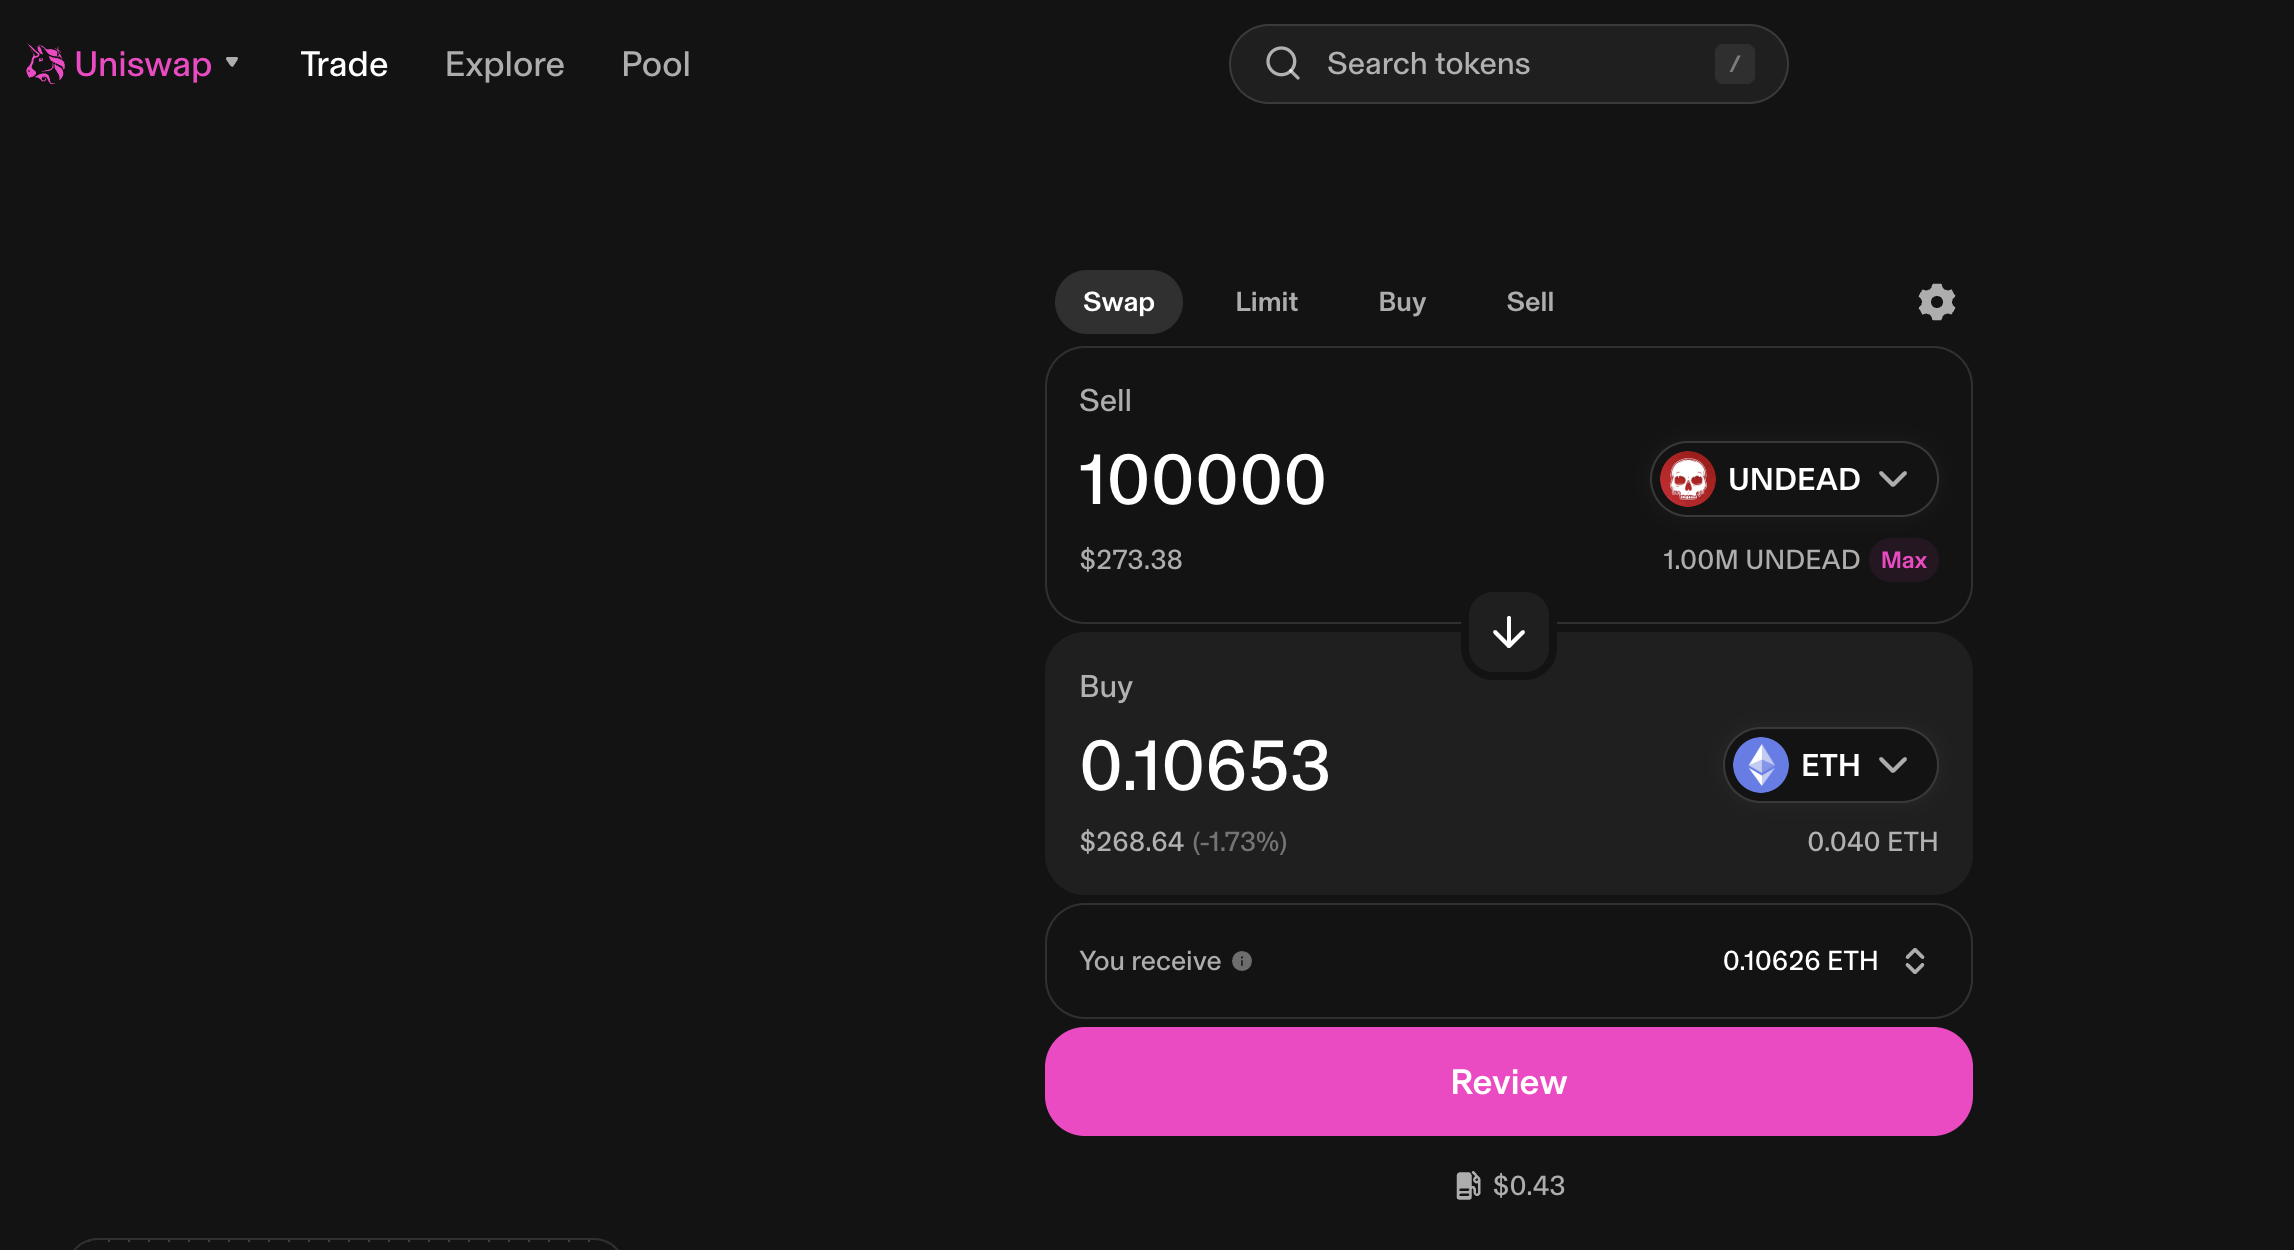 Uniswap Trade Explore Pool Search tokens /
Swap Limit Buy Sell
Sell
100000 UNDEAD
$273.38 1.00M UNDEAD Max
Buy
0.10653 ETH
$268.64 (-1.73%) 0.040 ETH
You receive 0.10626 ETH
Review
$0.43